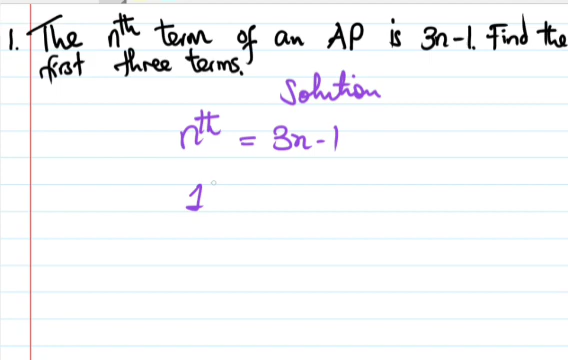 1. The nth term of an AP is 3n-1. Find the
first three terms.
Solution
nth = 3n-1
1